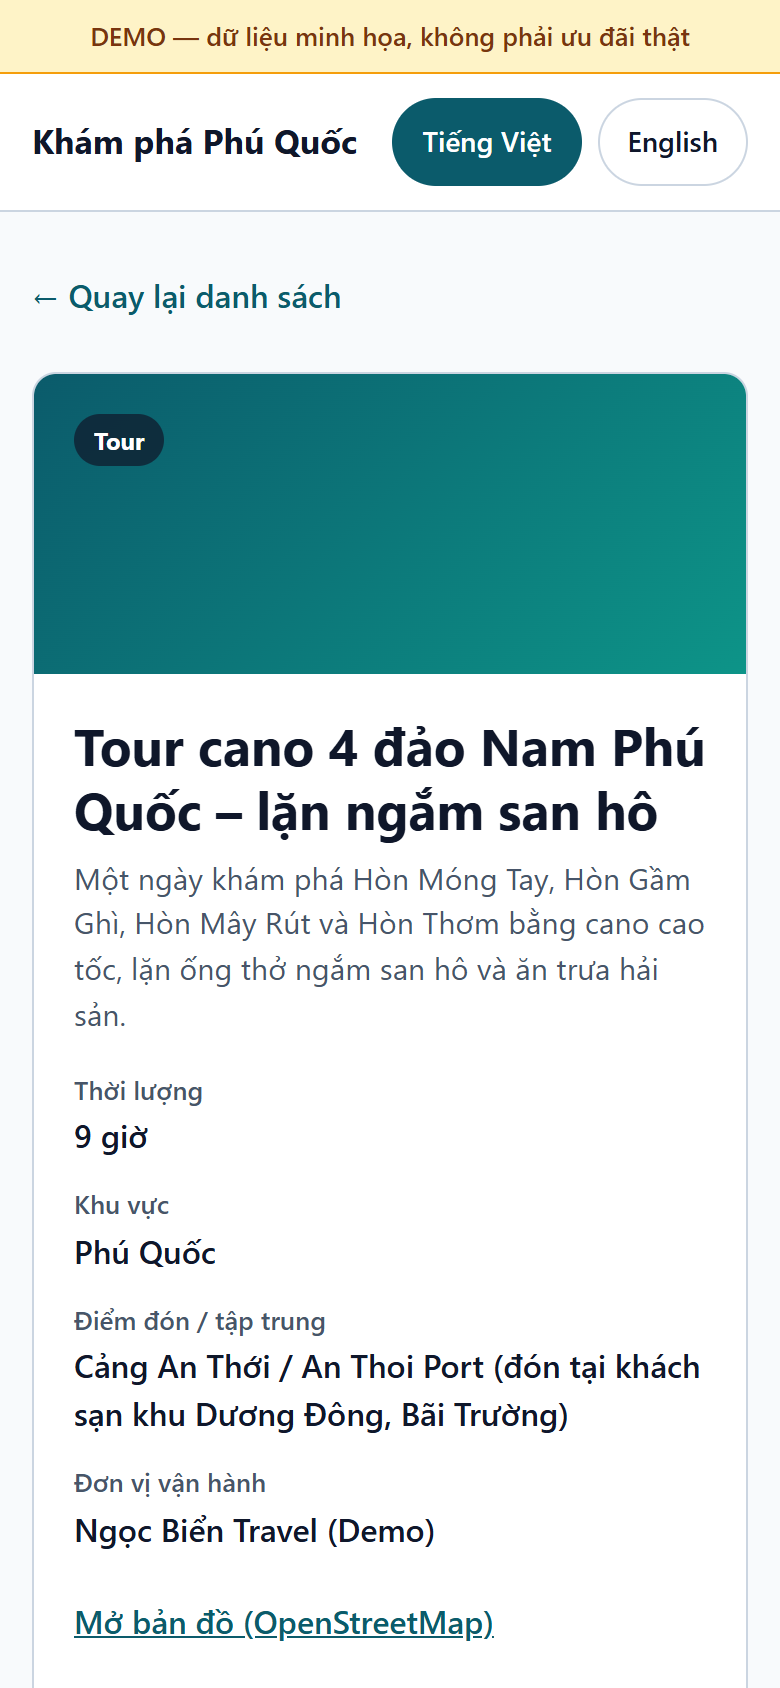 DEMO — dữ liệu minh họa, không phải ưu đãi thật
Khám phá Phú Quốc
Tiếng Việt
English
← Quay lại danh sách
Tour
Tour cano 4 đảo Nam Phú
Quốc – lặn ngắm san hô
Một ngày khám phá Hòn Móng Tay, Hòn Gầm
Ghì, Hòn Mây Rút và Hòn Thơm bằng cano cao
tốc, lặn ống thở ngắm san hô và ăn trưa hải
sản.
Thời lượng
9 giờ
Khu vực
Phú Quốc
Điểm đón / tập trung
Cảng An Thới / An Thoi Port (đón tại khách
sạn khu Dương Đông, Bãi Trường)
Đơn vị vận hành
Ngọc Biển Travel (Demo)
Mở bản đồ (OpenStreetMap)